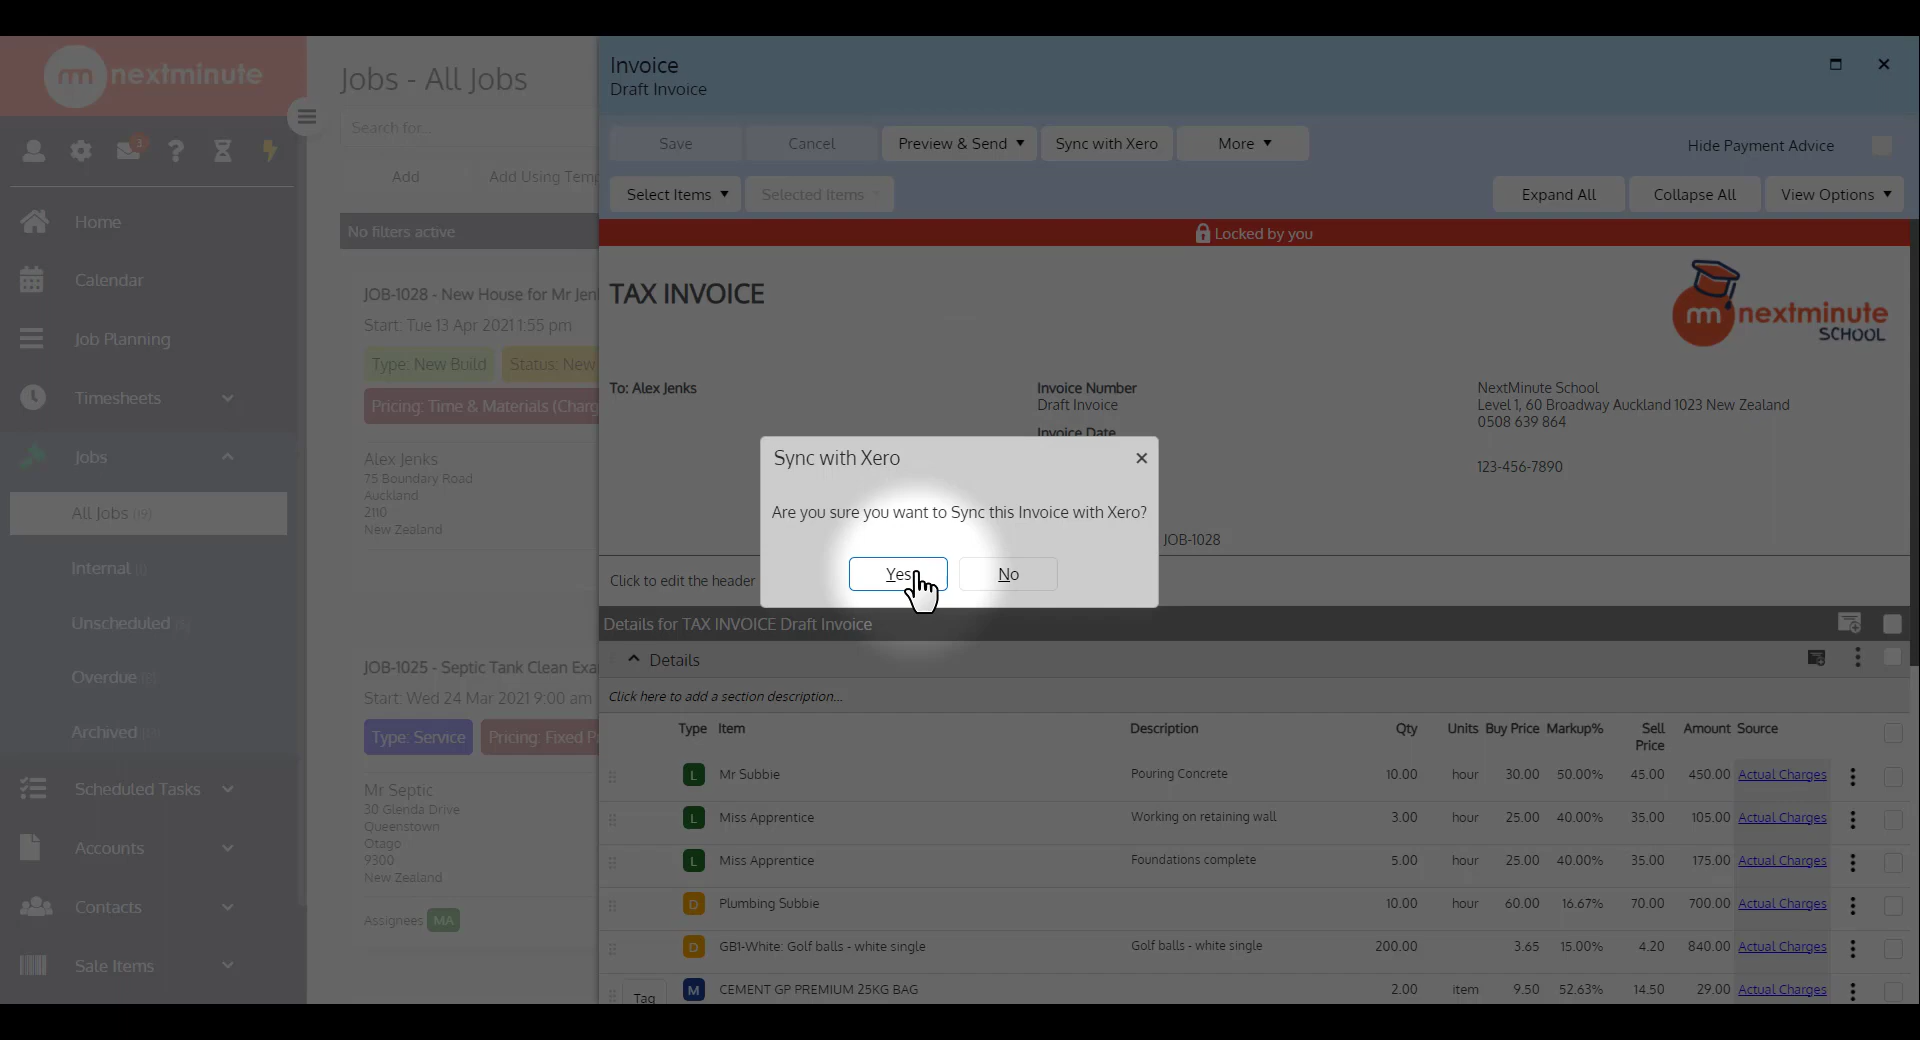 nextminute
4
Home
Calendar
Job Planning
Timesheets
Jobs
All Jobs (19)
Internal
Unscheduled
Overdue
Archived
Scheduled Tasks
Accounts
Contacts
Sale Items
Jobs - All Jobs
Search for...
Add
Add Using Temp
No filters active
JOB-1028 - New House for Mr Jen
Start: Tue 13 Apr 2021 1:55 pm
Type: New Build
Status: New
Pricing: Time & Materials (Charg
Alex Jenks
75 Boundary Road
Auckland
2110
New Zealand
JOB-1025 - Septic Tank Clean Exa
Start: Wed 24 Mar 2021 9:00 am
Type: Service
Pricing: Fixed P
Mr Septic
30 Glenda Drive
Queenstown
Otago
9300
New Zealand
Assignees MA
Invoice
Draft Invoice
Save Cancel Preview & Send Sync with Xero More Hide Payment Advice
Select Items Selected Items Expand All Collapse All View Options
Locked by you
TAX INVOICE
nextminute
SCHOOL
To: Alex Jenks
Invoice Number
Draft Invoice
Invoice Date
NextMinute School
Level 1, 60 Broadway Auckland 1023 New Zealand
0508 639 864
123-456-7890
JOB-1028
Sync with Xero
Are you sure you want to Sync this Invoice with Xero?
Yes No
Click to edit the header
Details for TAX INVOICE Draft Invoice
Details
Click here to add a section description...
Type Item Description Qty Units Buy Price Markup% Sell Price Amount Source
L Mr Subbie Pouring Concrete 10.00 hour 30.00 50.00% 45.00 450.00 Actual Charges
L Miss Apprentice Working on retaining wall 3.00 hour 25.00 40.00% 35.00 105.00 Actual Charges
L Miss Apprentice Foundations complete 5.00 hour 25.00 40.00% 35.00 175.00 Actual Charges
D Plumbing Subbie 10.00 hour 60.00 16.67% 70.00 700.00 Actual Charges
D GB1-White: Golf balls - white single Golf balls - white single 200.00 3.65 15.00% 4.20 840.00 Actual Charges
Tag M CEMENT GP PREMIUM 25KG BAG 2.00 item 9.50 52.63% 14.50 29.00 Actual Charges